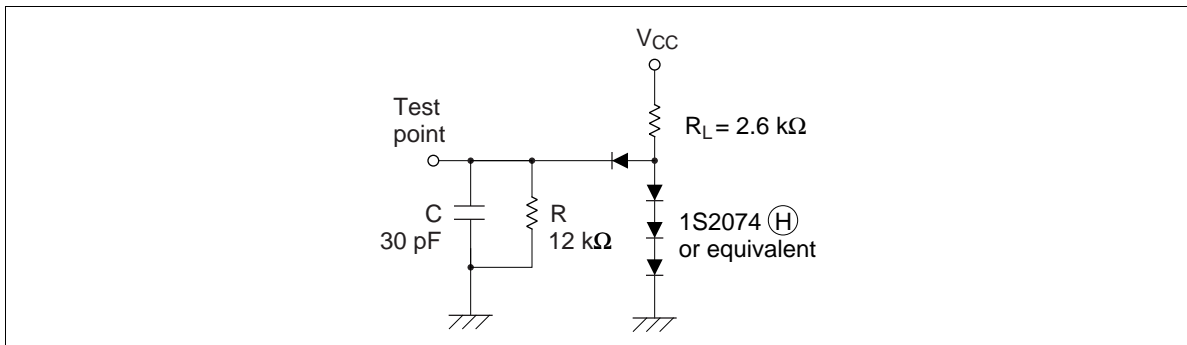 VCC
Test
point
RL = 2.6 kΩ
C
30 pF
R
12 kΩ
1S2074 Ⓗ
or equivalent